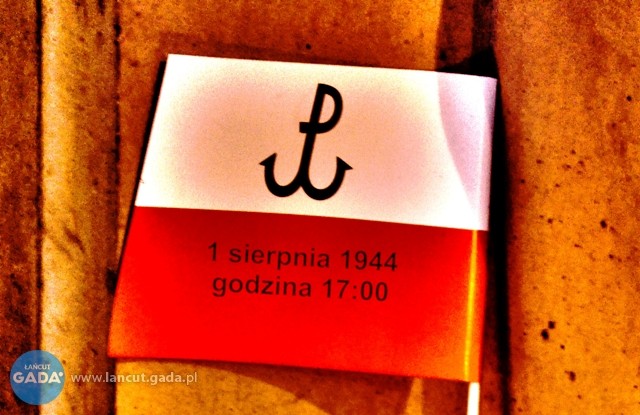 1 sierpnia 1944
godzina 17:00
ŁAŃCUT
GADA
www.lancut.gada.pl